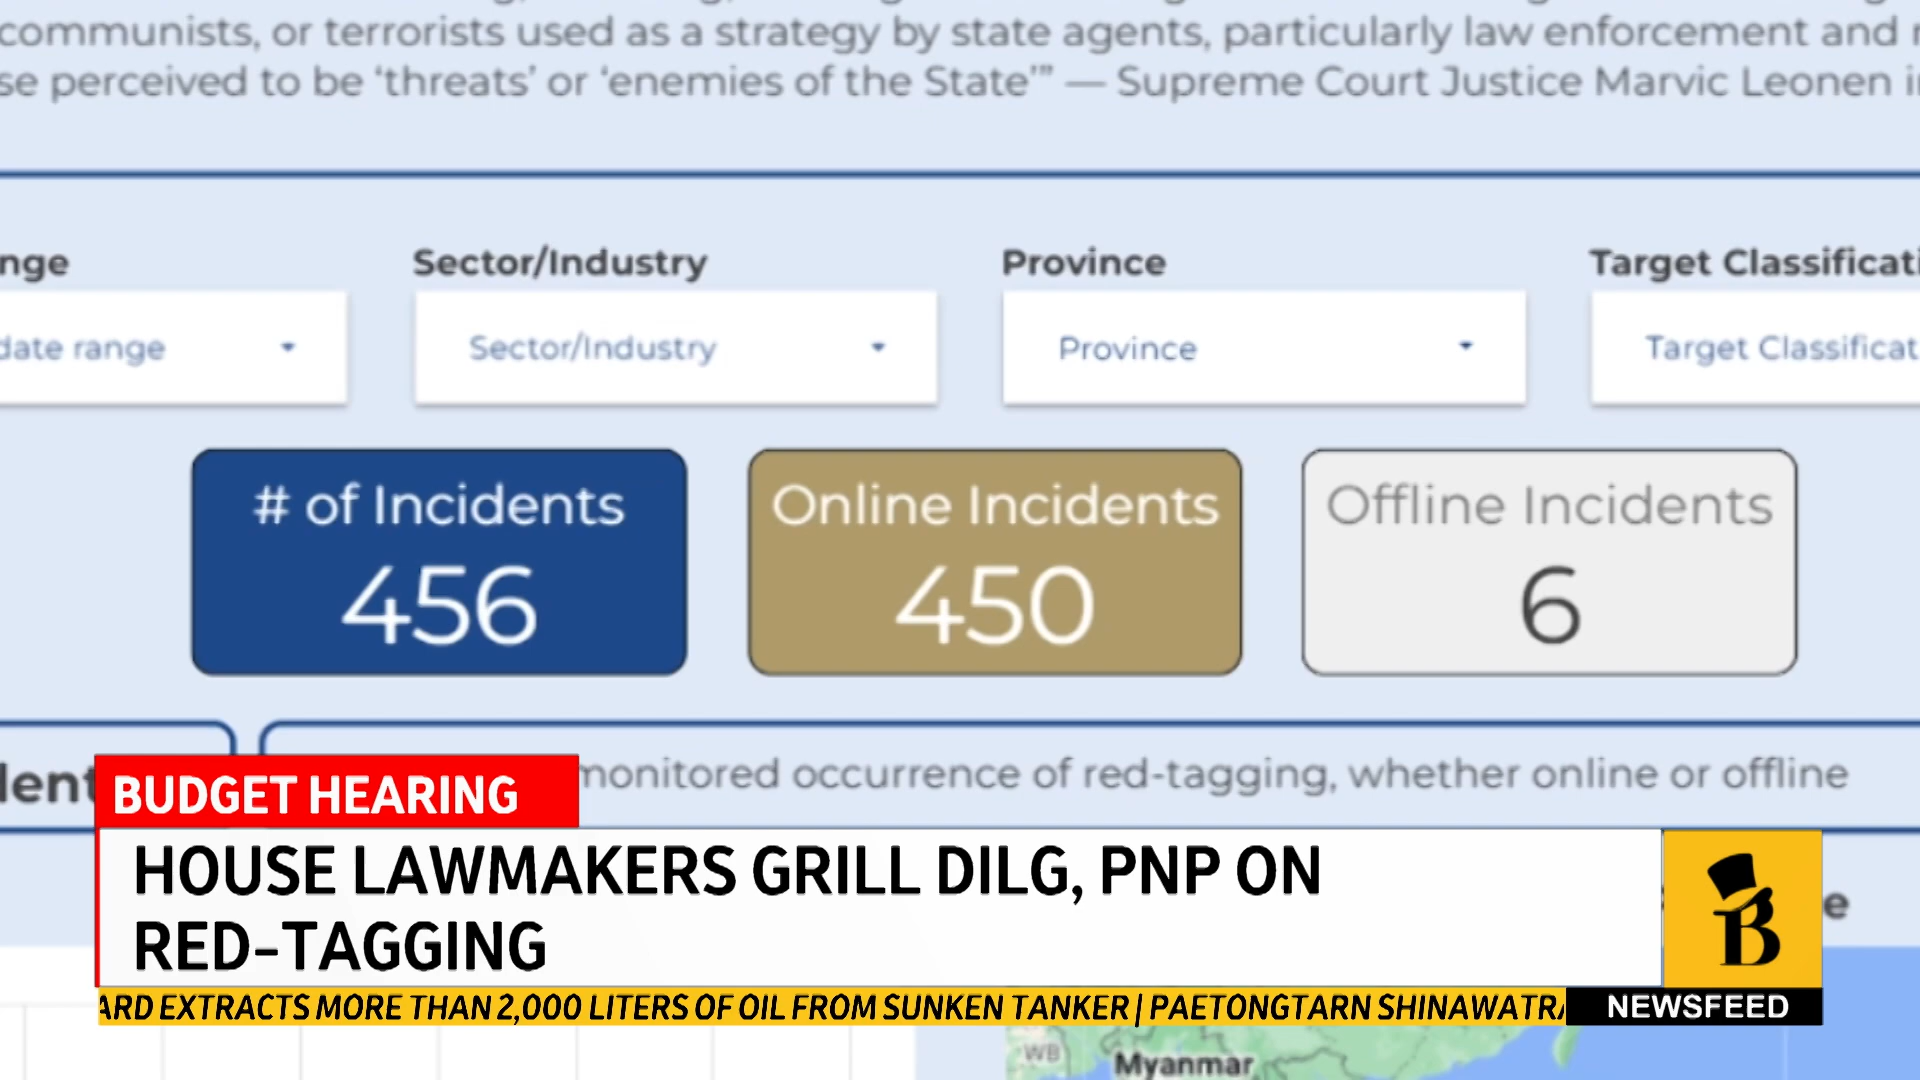 communists, or terrorists used as a strategy by state agents, particularly law enforcement and
se perceived to be ‘threats’ or ‘enemies of the State’” — Supreme Court Justice Marvic Leonen
nge
Sector/Industry
Province
Target Classificati
date range
Sector/Industry
Province
Target Classificat
# of Incidents
Online Incidents
Offline Incidents
456
450
6
dent
monitored occurrence of red-tagging, whether online or offline
BUDGET HEARING
HOUSE LAWMAKERS GRILL DILG, PNP ON
RED-TAGGING
B
e
ARD EXTRACTS MORE THAN 2,000 LITERS OF OIL FROM SUNKEN TANKER | PAETONGTARN SHINAWATRA
NEWSFEED
WB
Myanmar